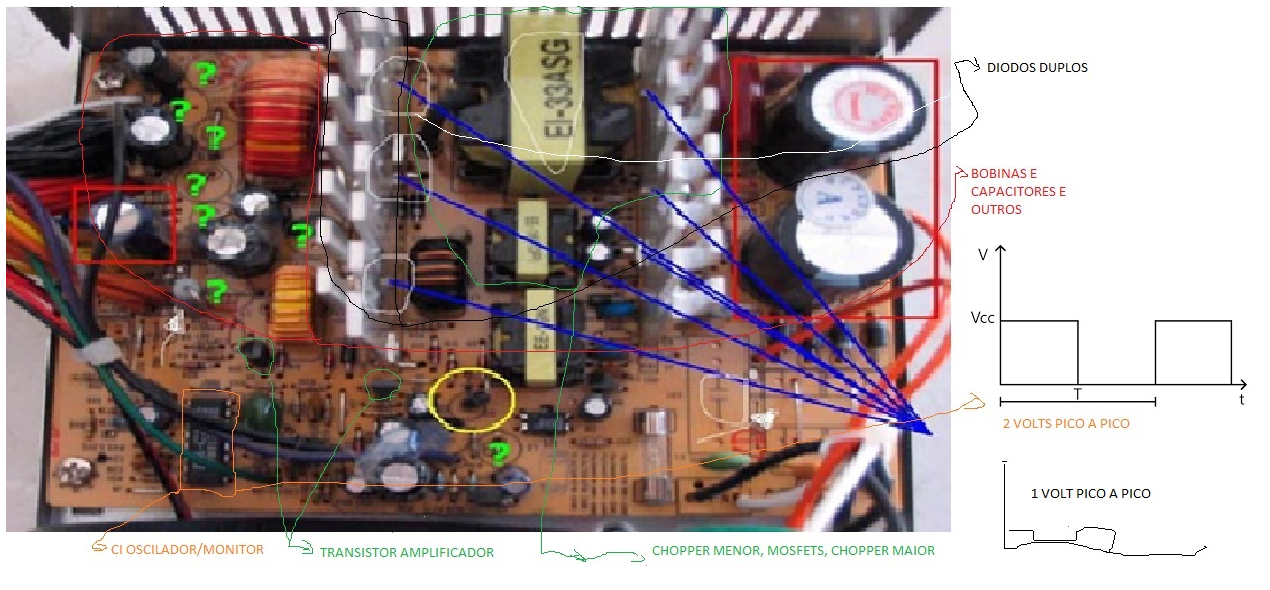 EI-33ASG
DIODOS DUPLOS
BOBINAS E
CAPACITORES E
OUTROS
V
Vcc
T
t
2 VOLTS PICO A PICO
1 VOLT PICO A PICO
CI OSCILADOR/MONITOR
TRANSISTOR AMPLIFICADOR
CHOPPER MENOR, MOSFETS, CHOPPER MAIOR
?
?
?
?
?
?
?
?